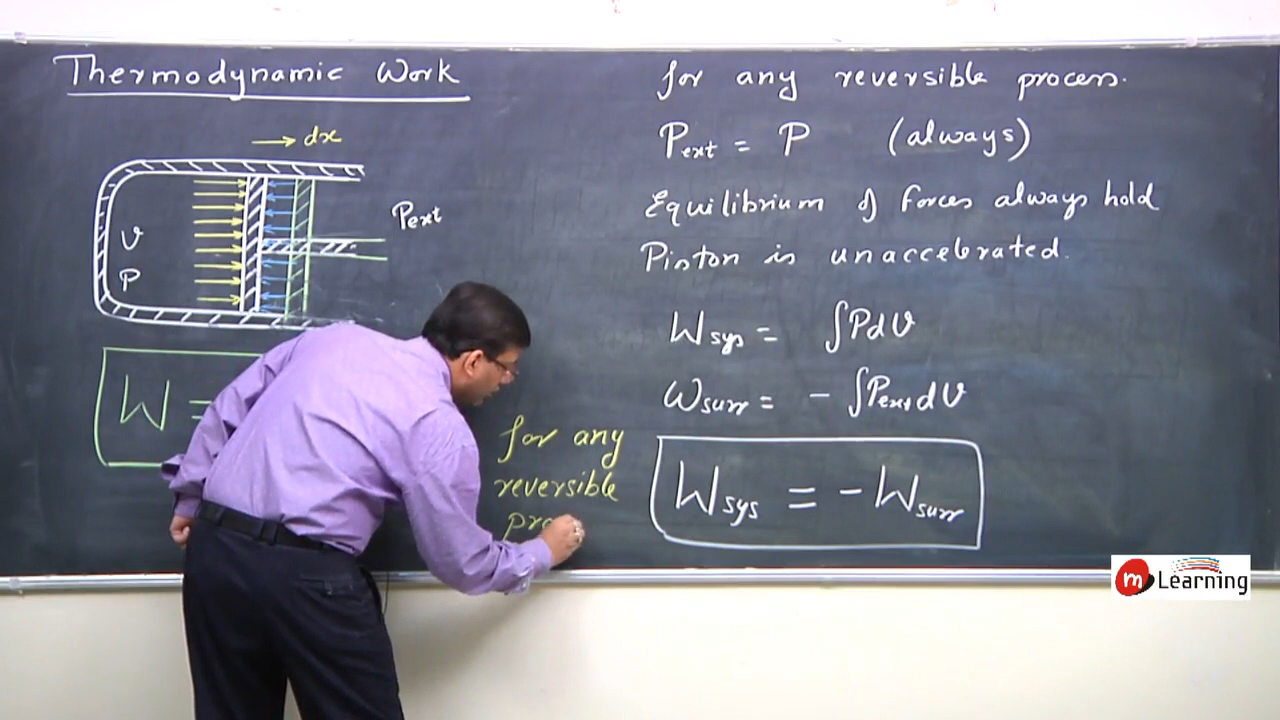 Thermodynamic Work
dx
Pext
V
P
W =
for any
reversible
pro
for any reversible process.
Pext = P (always)
Equilibrium of forces always hold
Piston is unaccelerated.
Wsys = ∫PdV
Wsurr = - ∫PextdV
Wsys = - Wsurr
m Learning